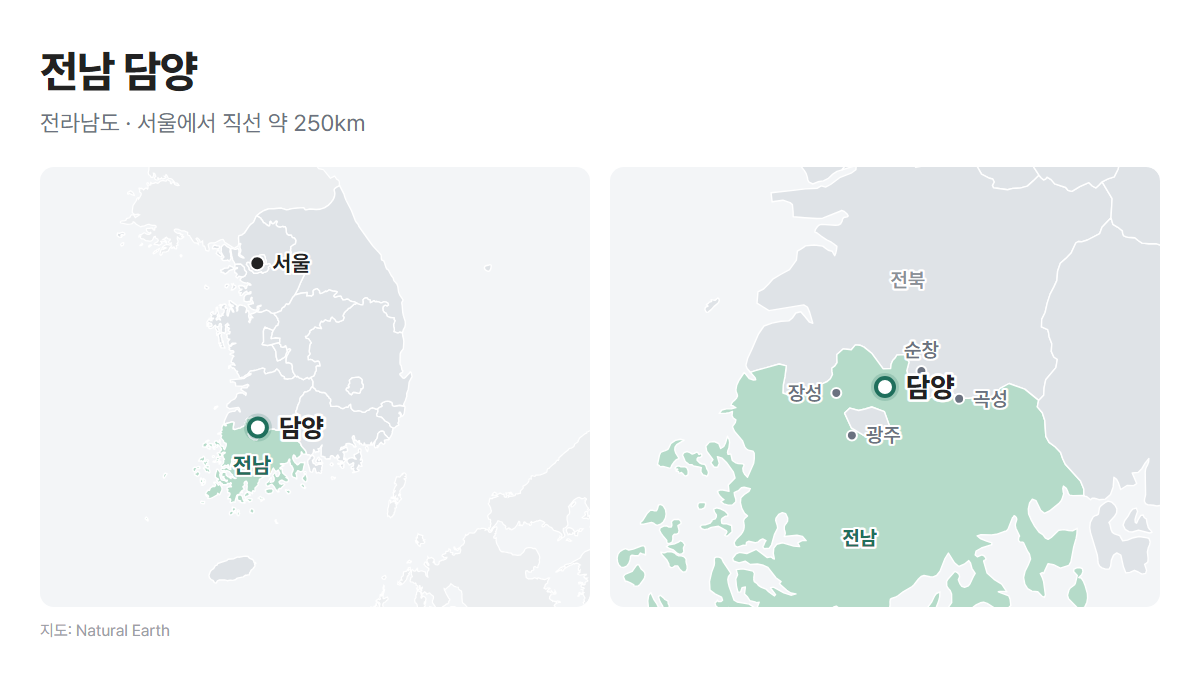 전남 담양
전라남도 · 서울에서 직선 약 250km
서울
담양
전남
전북
순창
장성
담양
곡성
광주
전남
지도: Natural Earth